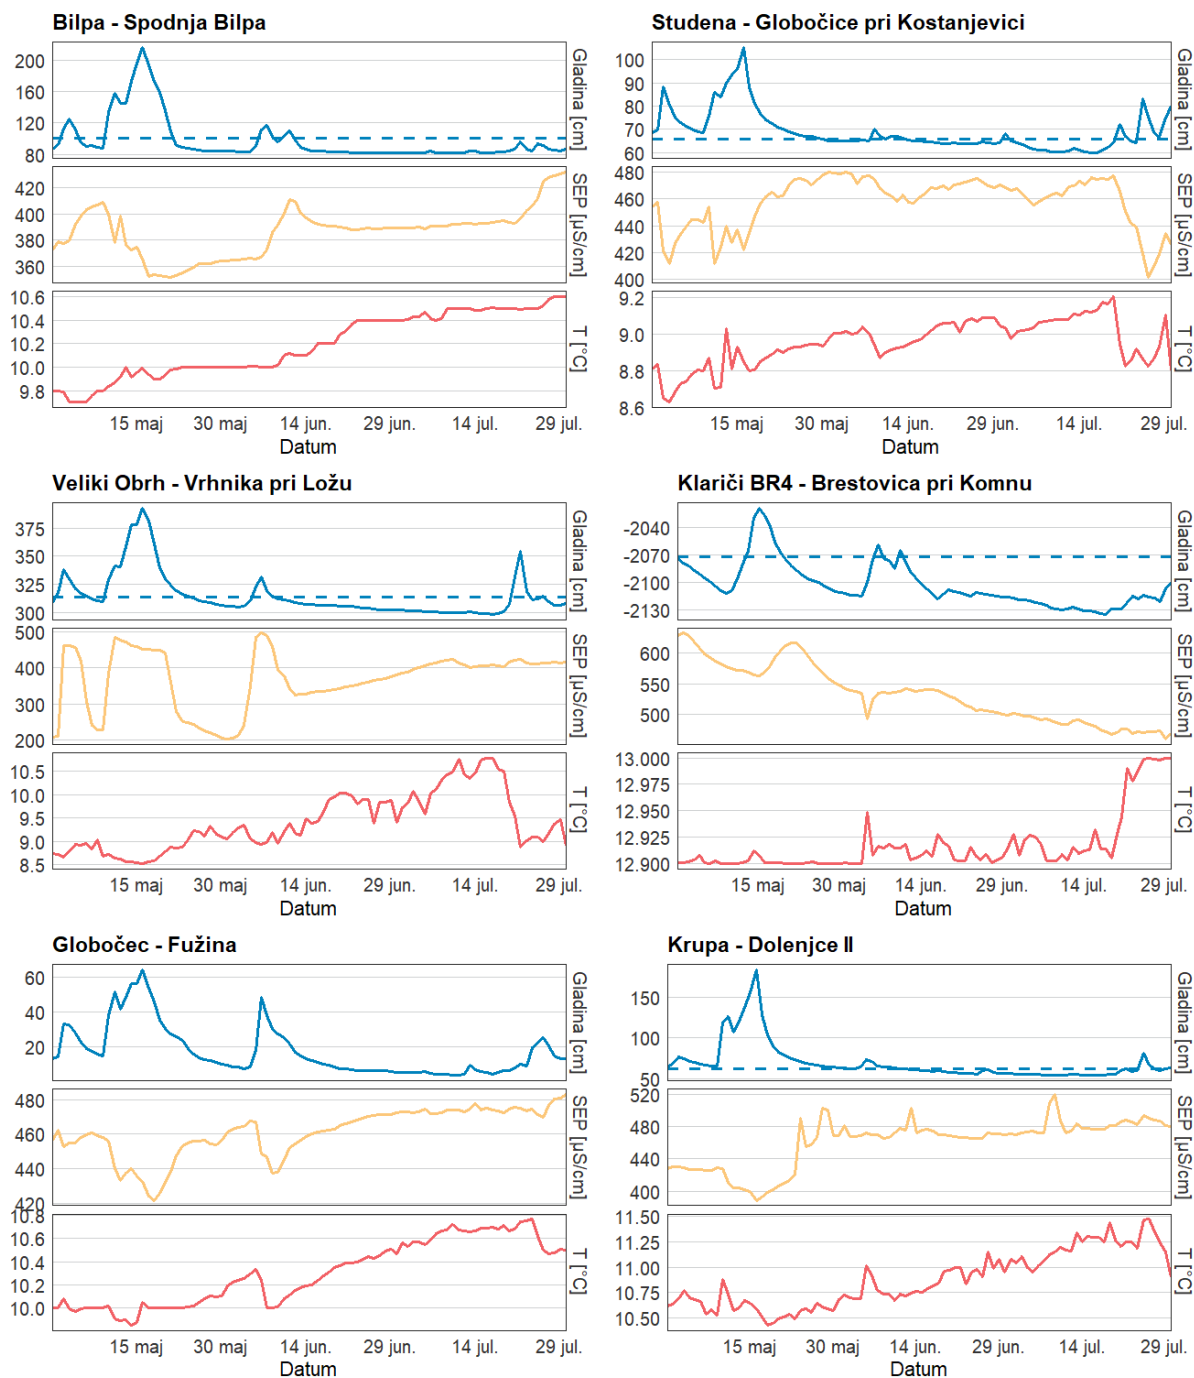 Bilpa - Spodnja Bilpa
200
160
120
80
Gladina [cm]
420
400
380
360
SEP [µS/cm]
10.6
10.4
10.2
10.0
9.8
T [°C]
15 maj 30 maj 14 jun. 29 jun. 14 jul. 29 jul.
Datum
Studena - Globočice pri Kostanjevici
100
90
80
70
60
Gladina [cm]
480
460
440
420
400
SEP [µS/cm]
9.2
9.0
8.8
8.6
T [°C]
15 maj 30 maj 14 jun. 29 jun. 14 jul. 29 jul.
Datum
Veliki Obrh - Vrhnika pri Ložu
375
350
325
300
Gladina [cm]
500
400
300
200
SEP [µS/cm]
10.5
10.0
9.5
9.0
8.5
T [°C]
15 maj 30 maj 14 jun. 29 jun. 14 jul. 29 jul.
Datum
Klariči BR4 - Brestovica pri Komnu
-2040
-2070
-2100
-2130
Gladina [cm]
600
550
500
SEP [µS/cm]
13.000
12.975
12.950
12.925
12.900
T [°C]
15 maj 30 maj 14 jun. 29 jun. 14 jul. 29 jul.
Datum
Globočec - Fužina
60
40
20
Gladina [cm]
480
460
440
420
SEP [µS/cm]
10.8
10.6
10.4
10.2
10.0
T [°C]
15 maj 30 maj 14 jun. 29 jun. 14 jul. 29 jul.
Datum
Krupa - Dolenjce II
150
100
50
Gladina [cm]
520
480
440
400
SEP [µS/cm]
11.50
11.25
11.00
10.75
10.50
T [°C]
15 maj 30 maj 14 jun. 29 jun. 14 jul. 29 jul.
Datum